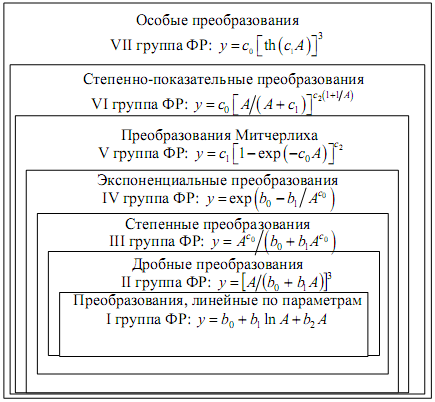 Особые преобразования
VII группа ФР: y = c₀[th(c₁A)]³
Степенно-показательные преобразования
VI группа ФР: y = c₀[A/(A + c₁)]^(c₂(1+1/A))
Преобразования Митчерлиха
V группа ФР: y = c₁[1 − exp(−c₀A)]^(c₂)
Экспоненциальные преобразования
IV группа ФР: y = exp(b₀ − b₁/A^(c₀))
Степенные преобразования
III группа ФР: y = A^(c₀)/(b₀ + b₁A^(c₀))
Дробные преобразования
II группа ФР: y = [A/(b₀ + b₁A)]³
Преобразования, линейные по параметрам
I группа ФР: y = b₀ + b₁ ln A + b₂ A